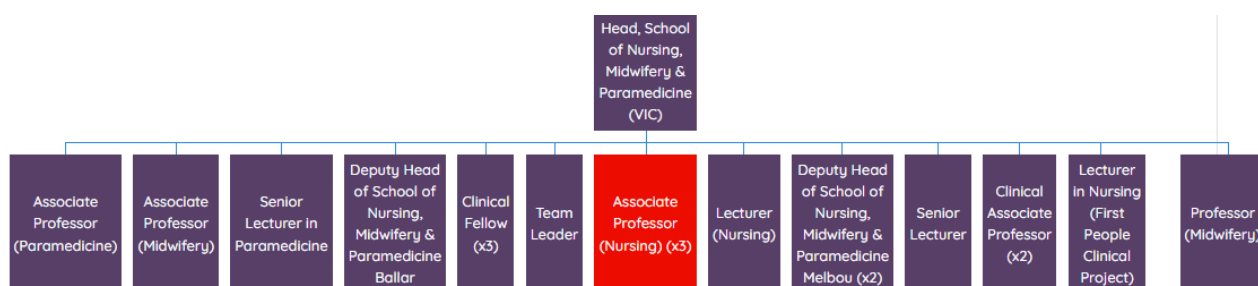 Head, School
of Nursing,
Midwifery &
Paramedicine
(VIC)
Associate
Professor
(Paramedicine)
Associate
Professor
(Midwifery)
Senior
Lecturer in
Paramedicine
Deputy Head
of School of
Nursing,
Midwifery &
Paramedicine
Ballar
Clinical
Fellow
(x3)
Team
Leader
Associate
Professor
(Nursing) (x3)
Lecturer
(Nursing)
Deputy Head
of School of
Nursing,
Midwifery &
Paramedicine
Melbou (x2)
Senior
Lecturer
Clinical
Associate
Professor
(x2)
Lecturer
in Nursing
(First
People
Clinical
Project)
Professor
(Midwifery)